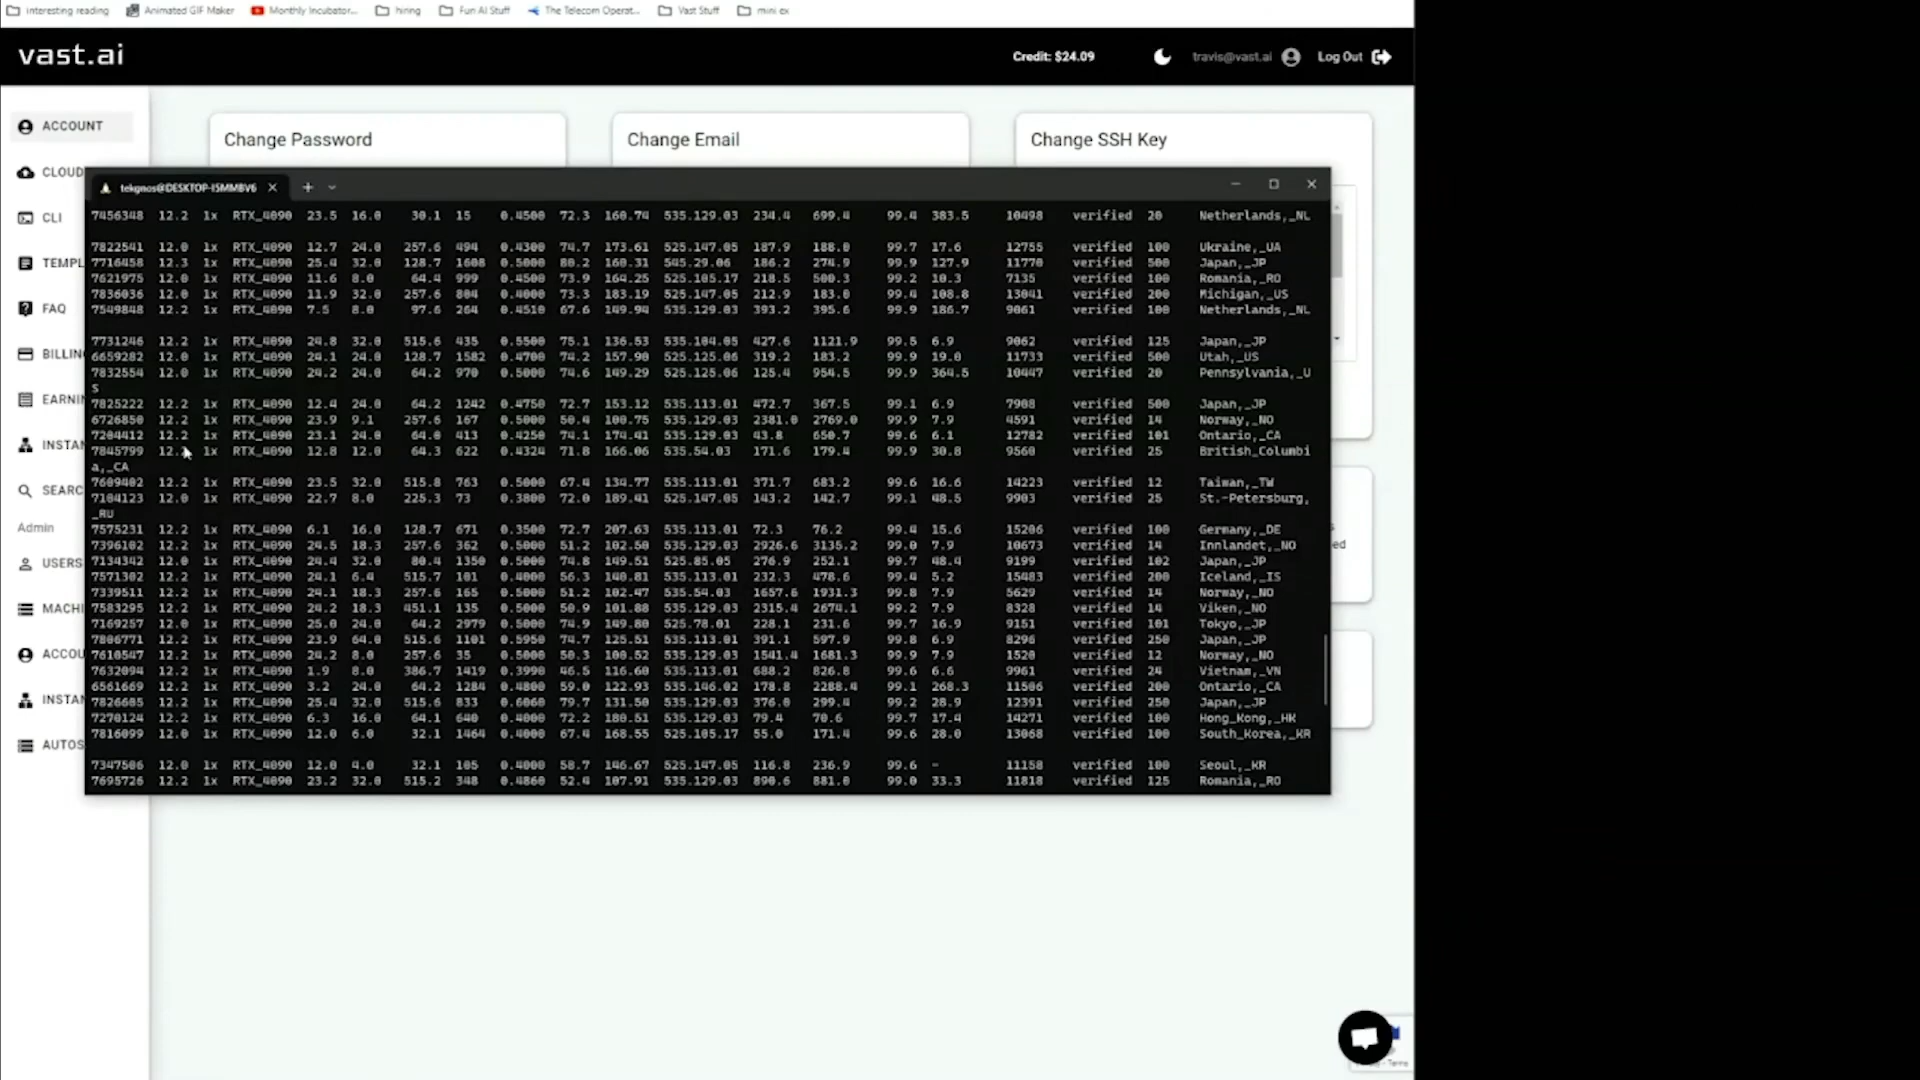 interesting reading Animated GIF Maker Monthly Incubator... hiring Fun AI Stuff The Telecom Operat... Vast Stuff mini ex
vast.ai Credit: $24.09 travis@vast.ai Log Out
ACCOUNT
Change Password Change Email Change SSH Key
CLOUD
tekgnos@DESKTOP-I5MM8V6
CLI
TEMPL
FAQ
BILLIN
EARNIN
INSTAN
SEARC
Admin
USERS
MACHI
ACCOU
INSTAN
AUTOS
7456348 12.2 1x RTX_4090 23.5 16.0 30.1 15 0.4500 72.3 160.74 535.129.03 234.4 699.4 99.4 383.5 10498 verified 20 Netherlands,_NL
7822541 12.0 1x RTX_4090 12.7 24.0 257.6 494 0.4300 74.7 173.61 525.147.05 187.9 188.0 99.7 17.6 12755 verified 100 Ukraine,_UA
7716458 12.3 1x RTX_4090 25.4 32.0 128.7 1608 0.5000 80.2 160.31 545.29.06 186.2 274.9 99.9 127.9 11770 verified 500 Japan,_JP
7621975 12.0 1x RTX_4090 11.6 8.0 64.4 999 0.4500 73.9 164.25 525.105.17 218.5 500.3 99.2 10.3 7135 verified 100 Romania,_RO
7836036 12.0 1x RTX_4090 11.9 32.0 257.6 804 0.4000 73.3 183.19 525.147.05 212.9 183.0 99.4 108.8 13041 verified 200 Michigan,_US
7549848 12.2 1x RTX_4090 7.5 8.0 97.6 264 0.4510 67.6 149.94 535.129.03 393.2 395.6 99.9 186.7 9061 verified 100 Netherlands,_NL
7731246 12.2 1x RTX_4090 24.8 32.0 515.6 435 0.5500 75.1 136.53 535.104.05 427.6 1121.9 99.5 6.9 9062 verified 125 Japan,_JP
6659282 12.0 1x RTX_4090 24.1 24.0 128.7 1582 0.4700 74.2 157.90 525.125.06 319.2 183.2 99.9 19.0 11733 verified 500 Utah,_US
7832554 12.0 1x RTX_4090 24.2 24.0 64.2 970 0.5000 74.6 149.29 525.125.06 125.4 954.5 99.9 364.5 10447 verified 20 Pennsylvania,_U
S
7825222 12.2 1x RTX_4090 12.4 24.0 64.2 1242 0.4750 72.7 153.12 535.113.01 472.7 367.5 99.1 6.9 7908 verified 500 Japan,_JP
6726850 12.2 1x RTX_4090 23.9 9.1 257.6 167 0.5000 50.4 100.75 535.129.03 2381.0 2769.0 99.9 7.9 4591 verified 14 Norway,_NO
7204412 12.2 1x RTX_4090 23.1 24.0 64.0 413 0.4250 74.1 174.41 535.129.03 43.8 650.7 99.6 6.1 12782 verified 101 Ontario,_CA
7845799 1x RTX_4090 12.8 12.0 64.3 622 0.4324 71.8 166.06 535.54.03 171.6 179.4 99.9 30.8 9560 verified 25 British_Columbi
a,_CA
7609402 12.2 1x RTX_4090 23.5 32.0 515.8 763 0.5000 67.4 134.77 535.113.01 371.7 683.2 99.6 16.6 14223 verified 12 Taiwan,_TW
7104123 12.0 1x RTX_4090 22.7 8.0 225.3 73 0.3800 72.0 189.41 525.147.05 143.2 142.7 99.1 48.5 9903 verified 25 St.-Petersburg,
_RU
7575231 12.2 1x RTX_4090 6.1 16.0 128.7 671 0.3500 72.7 207.63 535.113.01 72.3 76.2 99.4 15.6 15206 verified 100 Germany,_DE
7396102 12.2 1x RTX_4090 24.5 18.3 257.6 362 0.5000 51.2 102.50 535.129.03 2926.6 3135.2 99.0 7.9 10673 verified 14 Innlandet,_NO
7134342 12.0 1x RTX_4090 24.4 32.0 80.4 1350 0.5000 74.8 149.51 525.85.05 276.9 252.1 99.7 48.4 9199 verified 102 Japan,_JP
7571302 12.2 1x RTX_4090 24.1 6.4 515.7 101 0.4000 56.3 140.81 535.113.01 232.3 478.6 99.4 5.2 15483 verified 200 Iceland,_IS
7339511 12.2 1x RTX_4090 24.1 18.3 257.6 165 0.5000 51.2 102.47 535.54.03 1657.6 1931.3 99.8 7.9 5629 verified 14 Norway,_NO
7583295 12.2 1x RTX_4090 24.2 18.3 451.1 135 0.5000 50.9 101.88 535.129.03 2315.4 2674.1 99.2 7.9 8328 verified 14 Viken,_NO
7169257 12.0 1x RTX_4090 25.0 24.0 64.2 2979 0.5000 74.9 149.80 525.78.01 228.1 231.6 99.7 16.9 9151 verified 101 Tokyo,_JP
7806771 12.2 1x RTX_4090 23.9 64.0 515.6 1101 0.5950 74.7 125.51 535.113.01 391.1 597.9 99.8 6.9 8296 verified 250 Japan,_JP
7610547 12.2 1x RTX_4090 24.2 8.0 257.6 35 0.5000 50.3 100.52 535.129.03 1541.4 1681.3 99.9 7.9 1520 verified 12 Norway,_NO
7632094 12.2 1x RTX_4090 1.9 8.0 386.7 1419 0.3990 46.5 116.60 535.113.01 688.2 826.8 99.6 6.6 9961 verified 24 Vietnam,_VN
6561669 12.2 1x RTX_4090 3.2 24.0 64.2 1284 0.4800 59.0 122.93 535.146.02 178.8 2288.4 99.1 268.3 11506 verified 200 Ontario,_CA
7826605 12.2 1x RTX_4090 25.4 32.0 515.6 833 0.6060 79.7 131.50 535.129.03 376.0 299.4 99.2 28.9 12391 verified 250 Japan,_JP
7270124 12.2 1x RTX_4090 6.3 16.0 64.1 640 0.4000 72.2 180.51 535.129.03 79.4 70.6 99.7 17.4 14271 verified 100 Hong_Kong,_HK
7816099 12.0 1x RTX_4090 12.0 6.0 32.1 1464 0.4000 67.4 168.55 525.105.17 55.0 171.4 99.6 28.0 13068 verified 100 South_Korea,_KR
7347506 12.0 1x RTX_4090 12.0 4.0 32.1 105 0.4000 58.7 146.67 525.147.05 116.8 236.9 99.6 - 11158 verified 100 Seoul,_KR
7695726 12.2 1x RTX_4090 23.2 32.0 515.2 348 0.4860 52.4 107.91 535.129.03 890.6 881.0 99.0 33.3 11818 verified 125 Romania,_RO
ed